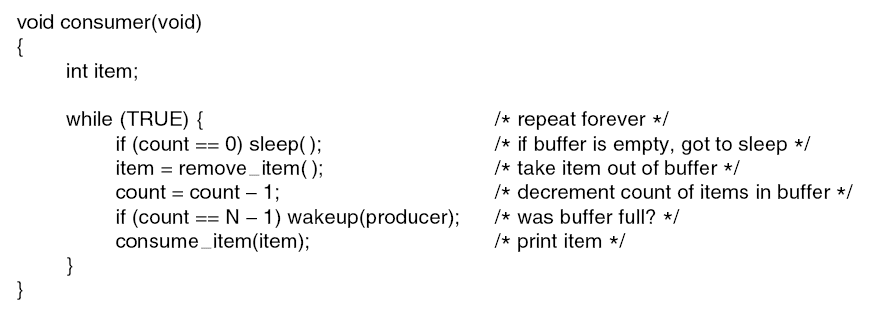 void consumer(void)
{
int item;
while (TRUE) { /* repeat forever */
if (count == 0) sleep( ); /* if buffer is empty, got to sleep */
item = remove_item( ); /* take item out of buffer */
count = count − 1; /* decrement count of items in buffer */
if (count == N − 1) wakeup(producer); /* was buffer full? */
consume_item(item); /* print item */
}
}